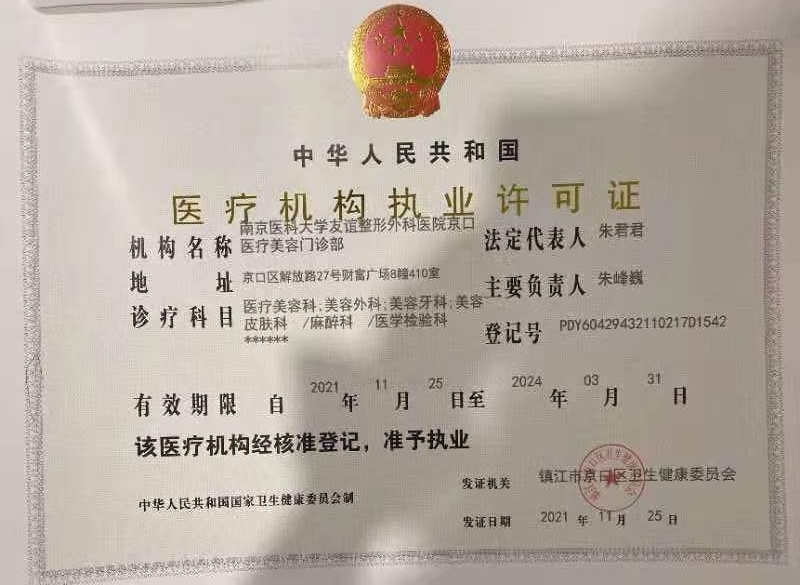 中华人民共和国
医疗机构执业许可证
机构名称 南京医科大学友谊整形外科医院京口
医疗美容门诊部
法定代表人 朱君君
地 址 京口区解放路27号财富广场8幢410室
主要负责人 朱峰巍
诊疗科目 医疗美容科;美容外科;美容牙科;美容
皮肤科 /麻醉科 /医学检验科
******
登记号 PDY60429432110217D1542
有效期限 自 2021 年 11 月 25 日至 2024 年 03 月 31 日
该医疗机构经核准登记，准予执业
发证机关 镇江市京口区卫生健康委员会
中华人民共和国国家卫生健康委员会制
发证日期 2021 年 11 月 25 日